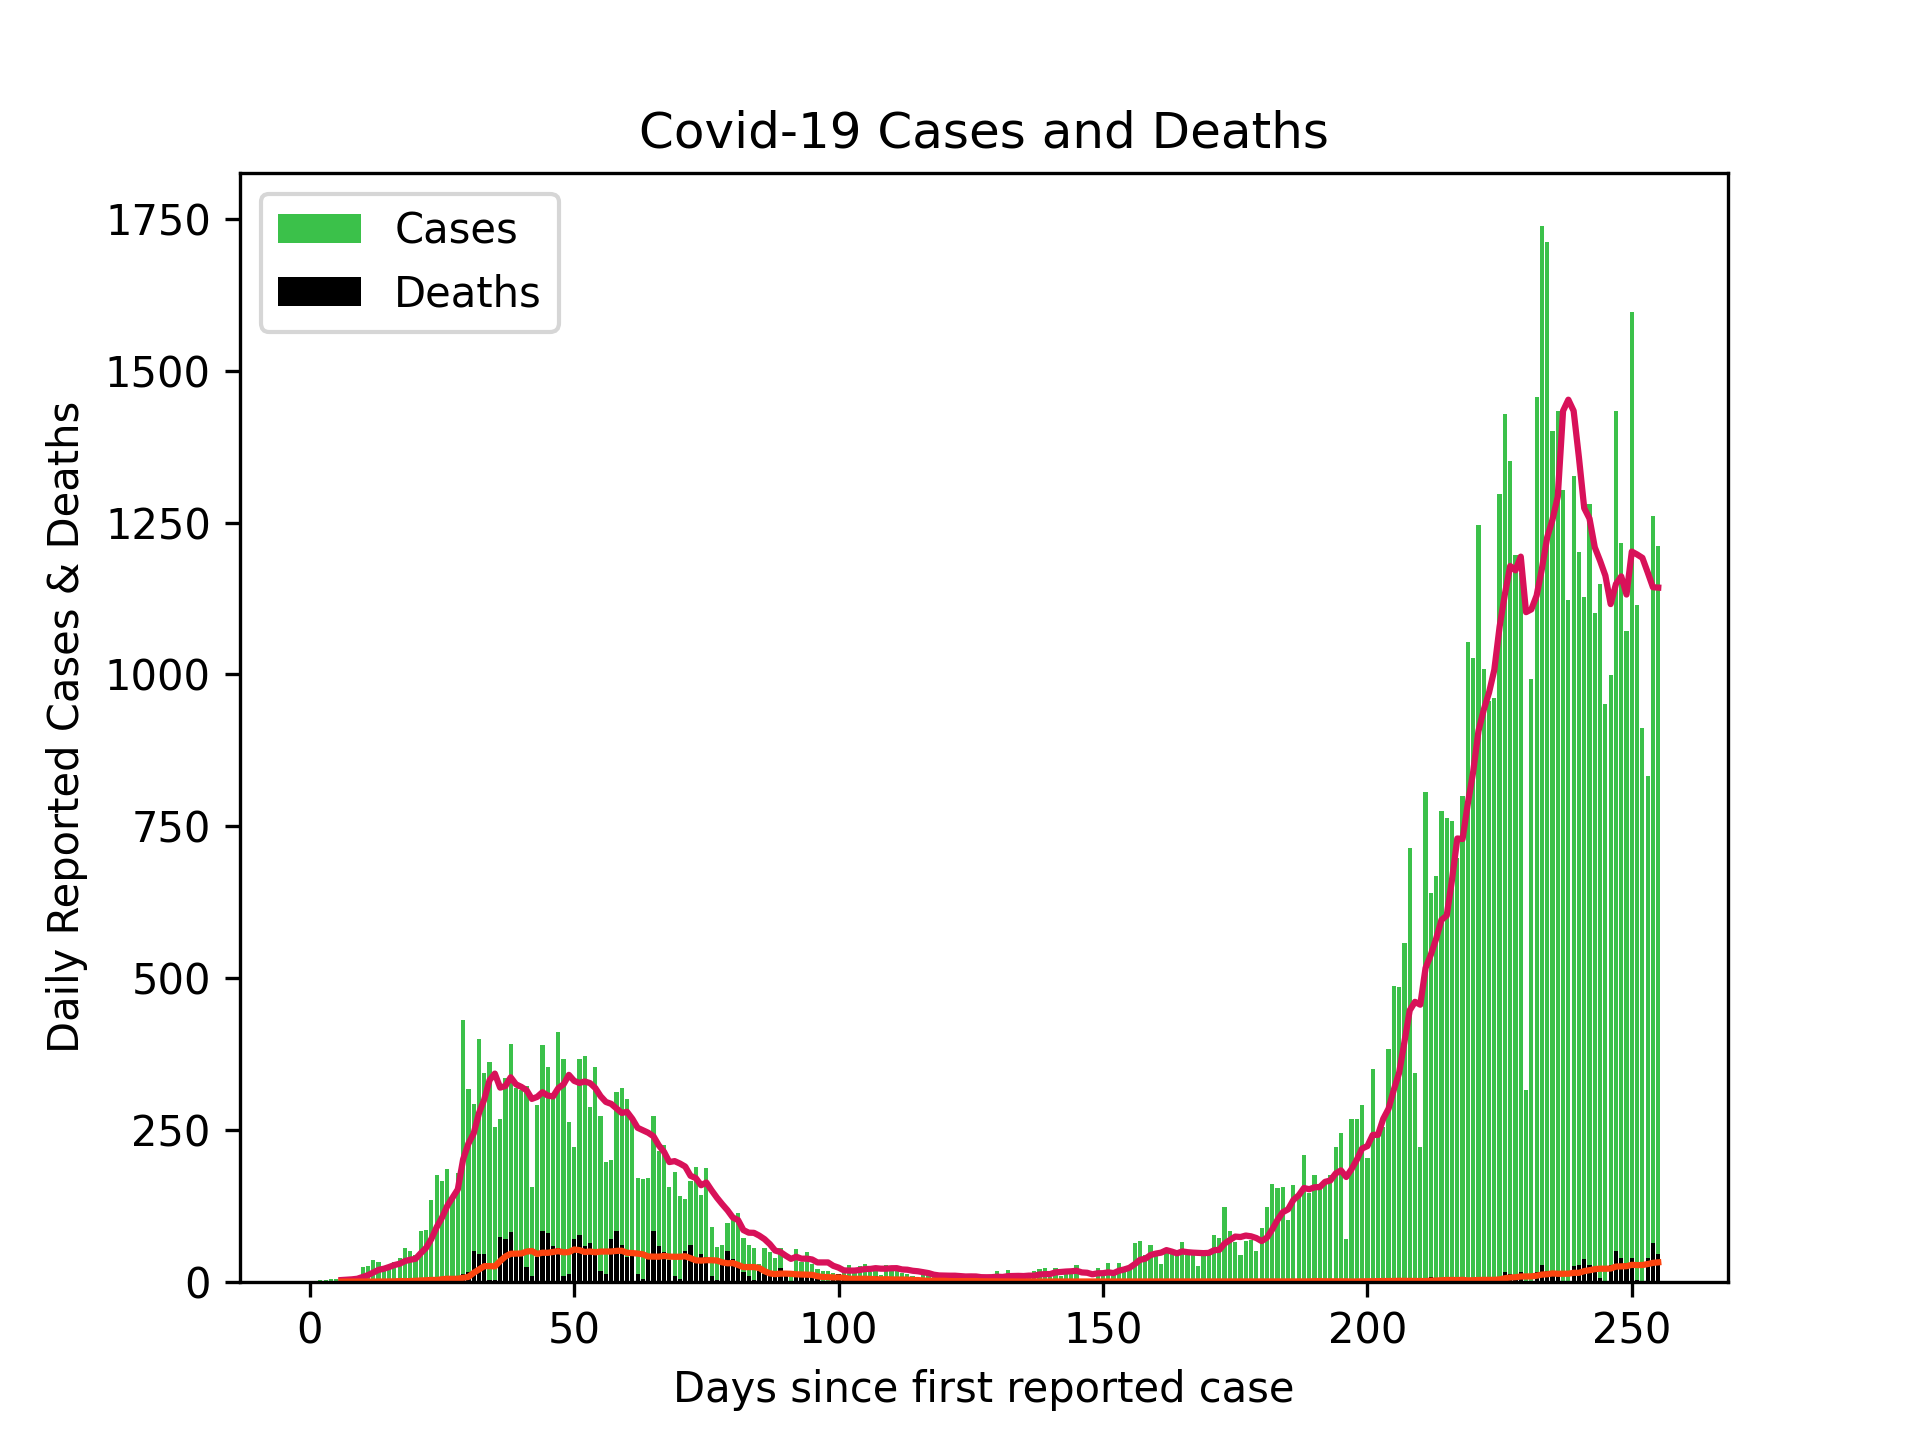 Covid-19 Cases and Deaths
Cases
Deaths
Daily Reported Cases & Deaths
1750
1500
1250
1000
750
500
250
0
0 50 100 150 200 250
Days since first reported case